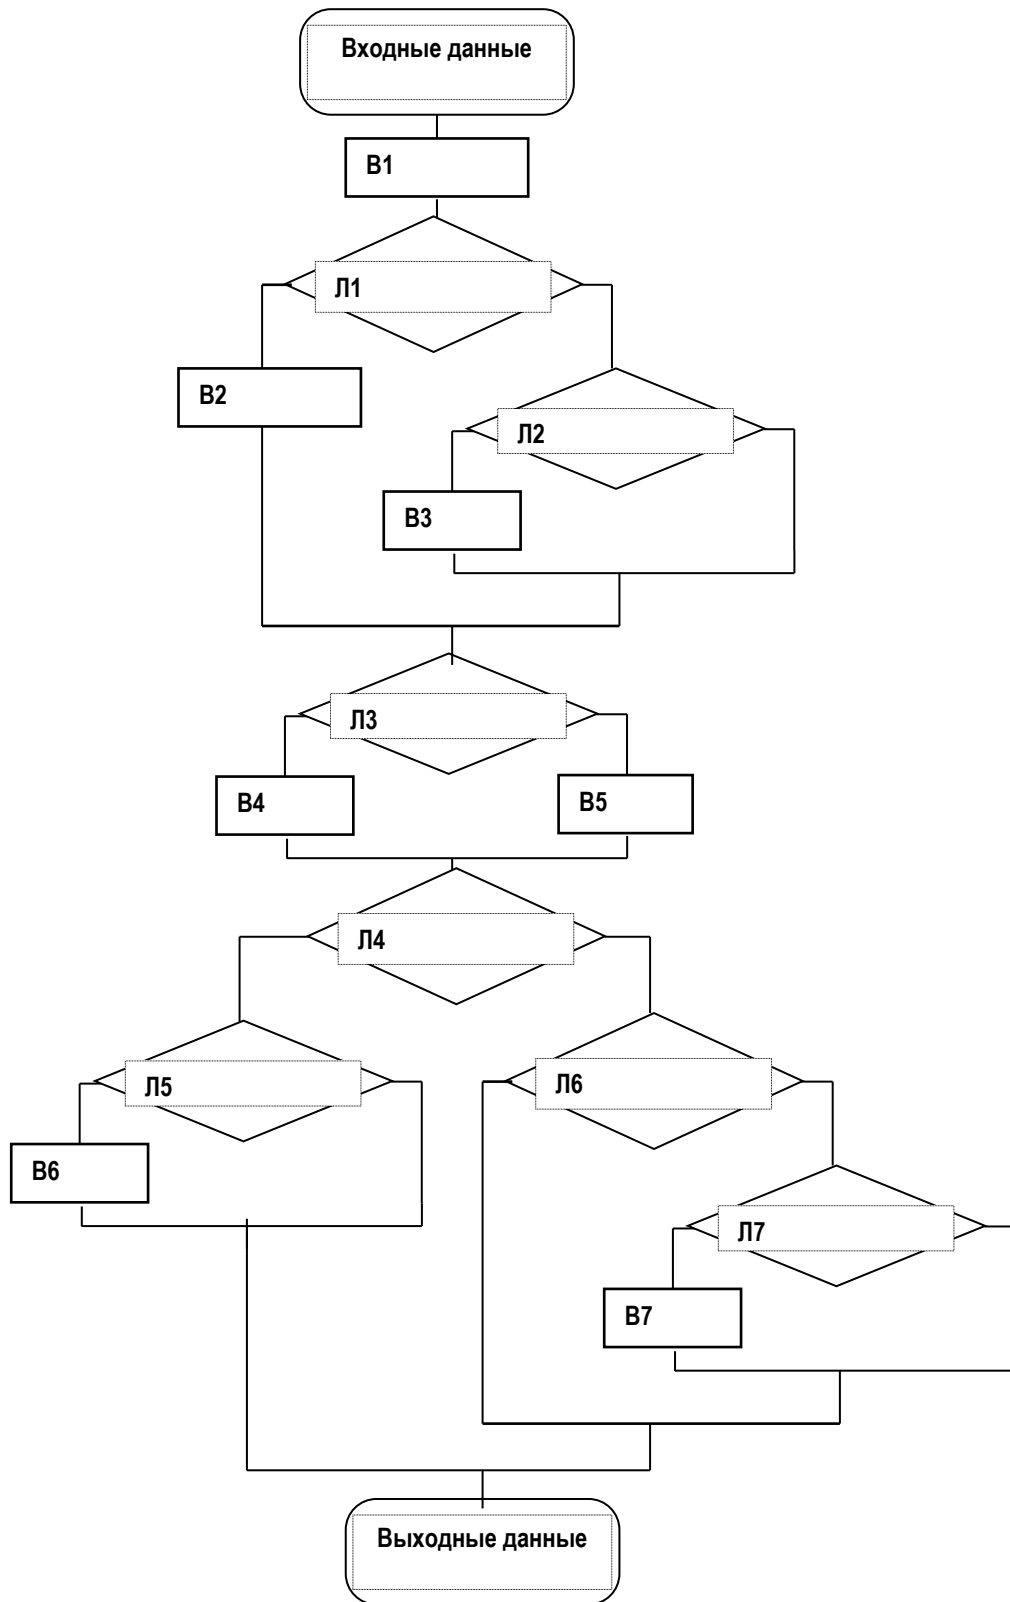 Входные данные
В1
Л1
В2
Л2
В3
Л3
В4
В5
Л4
Л5
Л6
В6
Л7
В7
Выходные данные